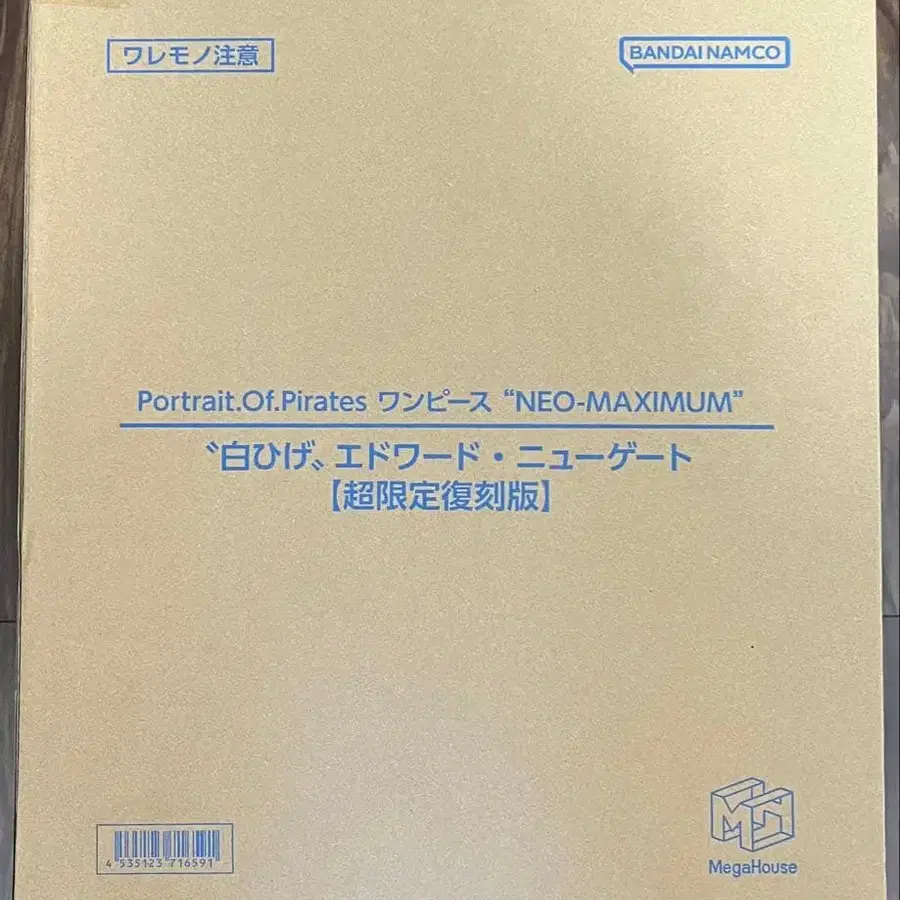 ワレモノ注意
BANDAI NAMCO
Portrait.Of.Pirates ワンピース “NEO-MAXIMUM”
〝白ひげ〟エドワード・ニューゲート
【超限定復刻版】
4 535123 716591
MH
MegaHouse